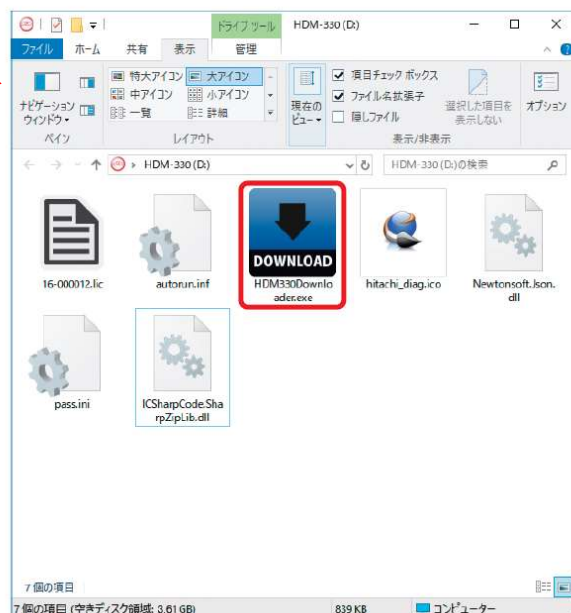 ドライブ ツール HDM-330 (D:)
ファイル ホーム 共有 表示 管理
特大アイコン 大アイコン
中アイコン 小アイコン
一覧 詳細
ナビゲーション
ウィンドウ
現在の
ビュー
項目チェック ボックス
ファイル名拡張子
隠しファイル
選択した項目を
表示しない
オプション
ペイン レイアウト 表示/非表示
HDM-330 (D:) HDM-330 (D:)の検索
16-000012.lic
autorun.inf
DOWNLOAD
HDM330Downlo
ader.exe
hitachi_diag.ico
Newtonsoft.Json.
dll
pass.ini
ICSharpCode.Sha
rpZipLib.dll
7 個の項目
7 個の項目 (空きディスク領域: 3.61 GB) 839 KB コンピューター